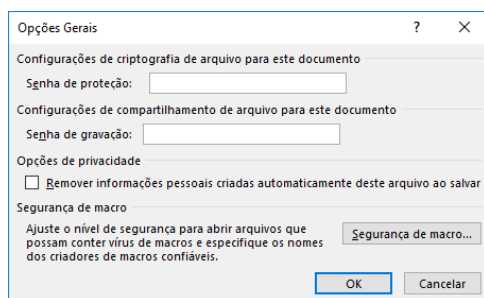 Opções Gerais ? ×
Configurações de criptografia de arquivo para este documento
Senha de proteção:
Configurações de compartilhamento de arquivo para este documento
Senha de gravação:
Opções de privacidade
Remover informações pessoais criadas automaticamente deste arquivo ao salvar
Segurança de macro
Ajuste o nível de segurança para abrir arquivos que
possam conter vírus de macros e especifique os nomes
dos criadores de macros confiáveis.
Segurança de macro...
OK Cancelar